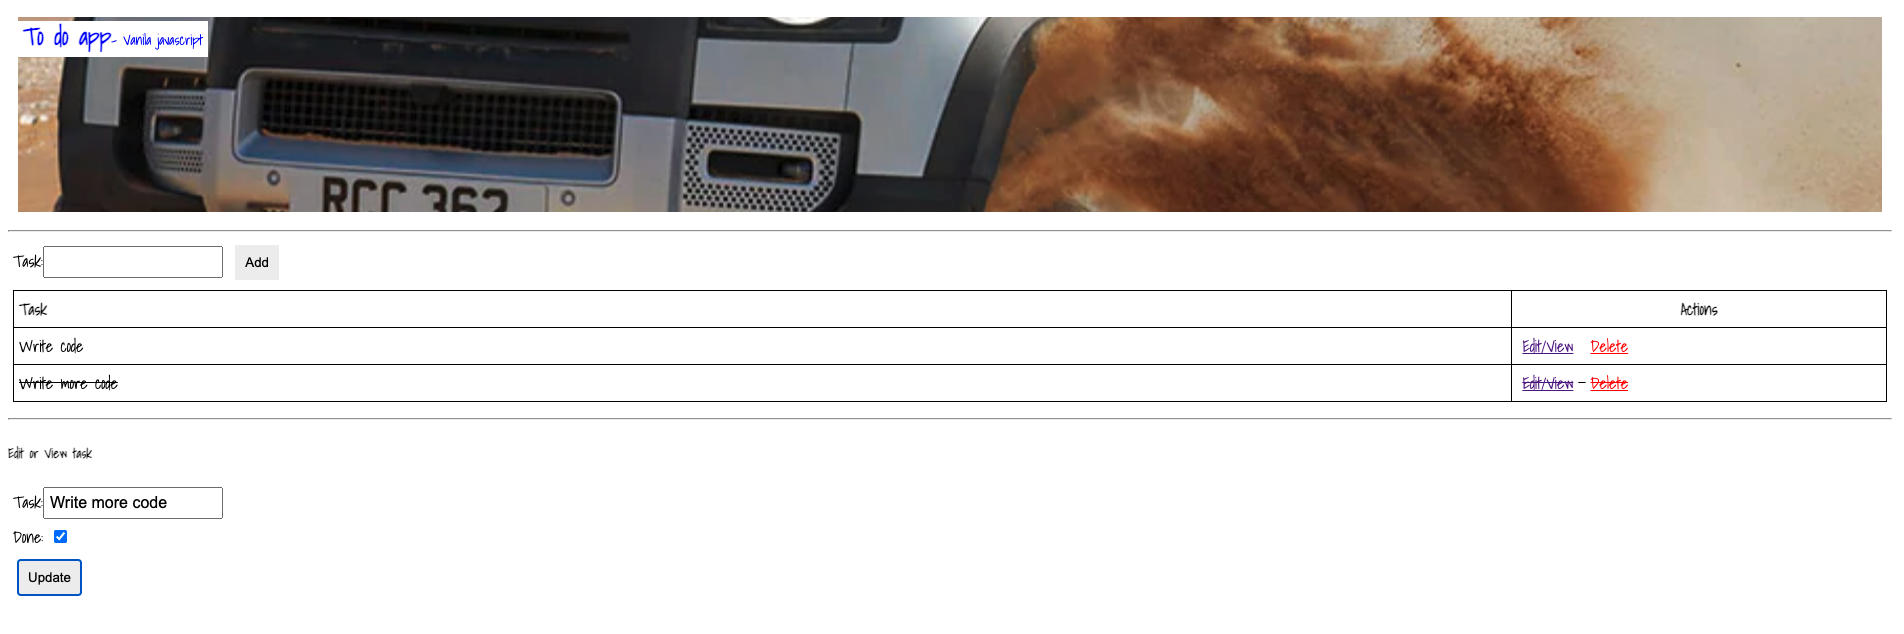 To do app- Vanila javascript
RCC 362
Task: Add
Task Actions
Write code Edit/View Delete
Write more code Edit/View Delete
Edit or View task
Task: Write more code
Done:
Update